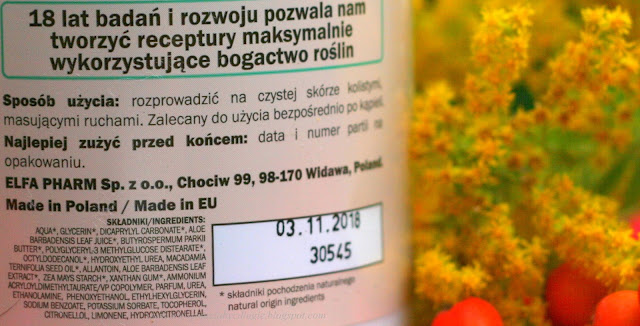 18 lat badań i rozwoju pozwala nam
tworzyć receptury maksymalnie
wykorzystujące bogactwo roślin
Sposób użycia: rozprowadzić na czystej skórze kolistymi,
masującymi ruchami. Zalecany do użycia bezpośrednio po kąpieli.
Najlepiej zużyć przed końcem: data i numer partii na
opakowaniu.
ELFA PHARM Sp. z o.o., Chociw 99, 98-170 Widawa, Poland.
Made in Poland / Made in EU
SKŁADNIKI/INGREDIENTS:
AQUA*, GLYCERIN*, DICAPRYLYL CARBONATE*, ALOE
BARBADENSIS LEAF JUICE*, BUTYROSPERMUM PARKII
BUTTER*, POLYGLYCERYL-3 METHYLGLUCOSE DISTEARATE*,
OCTYLDODECANOL*, HYDROXYETHYL UREA, MACADAMIA
TERNIFOLIA SEED OIL*, ALLANTOIN, ALOE BARBADENSIS LEAF
EXTRACT*, ZEA MAYS STARCH*, XANTHAN GUM*, AMMONIUM
ACRYLOYLDIMETHYLTAURATE/VP COPOLYMER, PARFUM, UREA,
ETHANOLAMINE, PHENOXYETHANOL, ETHYLHEXYLGLYCERIN,
SODIUM BENZOATE, POTASSIUM SORBATE, TOCOPHEROL,
CITRONELLOL, LIMONENE, HYDROXYCITRONELLAL.
03.11.2018
30545
* składniki pochodzenia naturalnego
natural origin ingredients